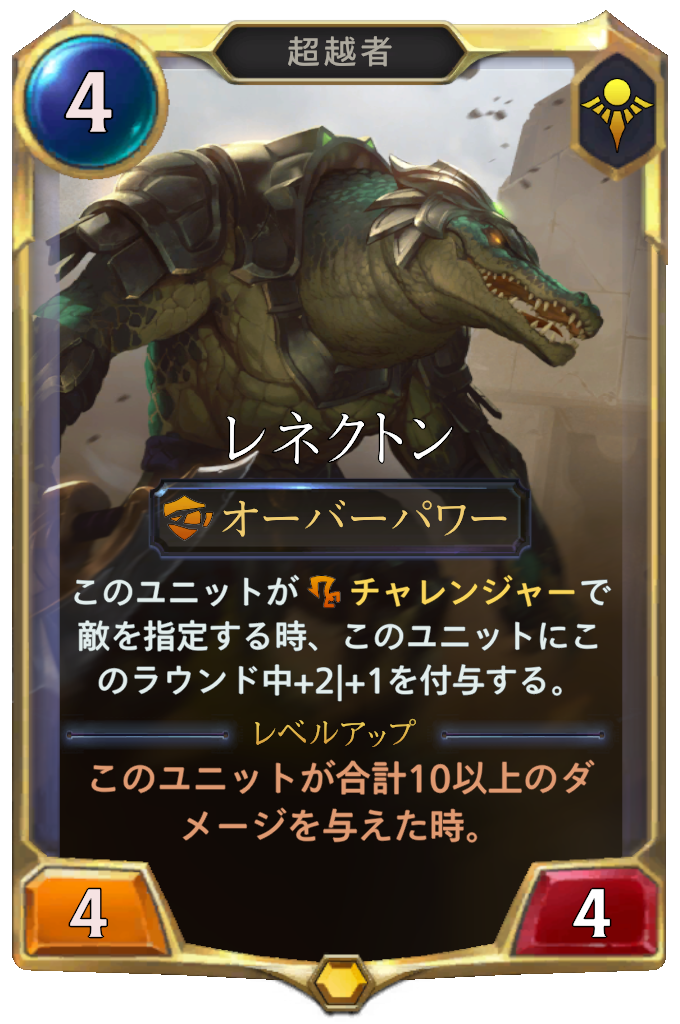 超越者
4
レネクトン
オーバーパワー
このユニットがチャレンジャーで
敵を指定する時、このユニットにこ
のラウンド中+2|+1を付与する。
レベルアップ
このユニットが合計10以上のダ
メージを与えた時。
4
4